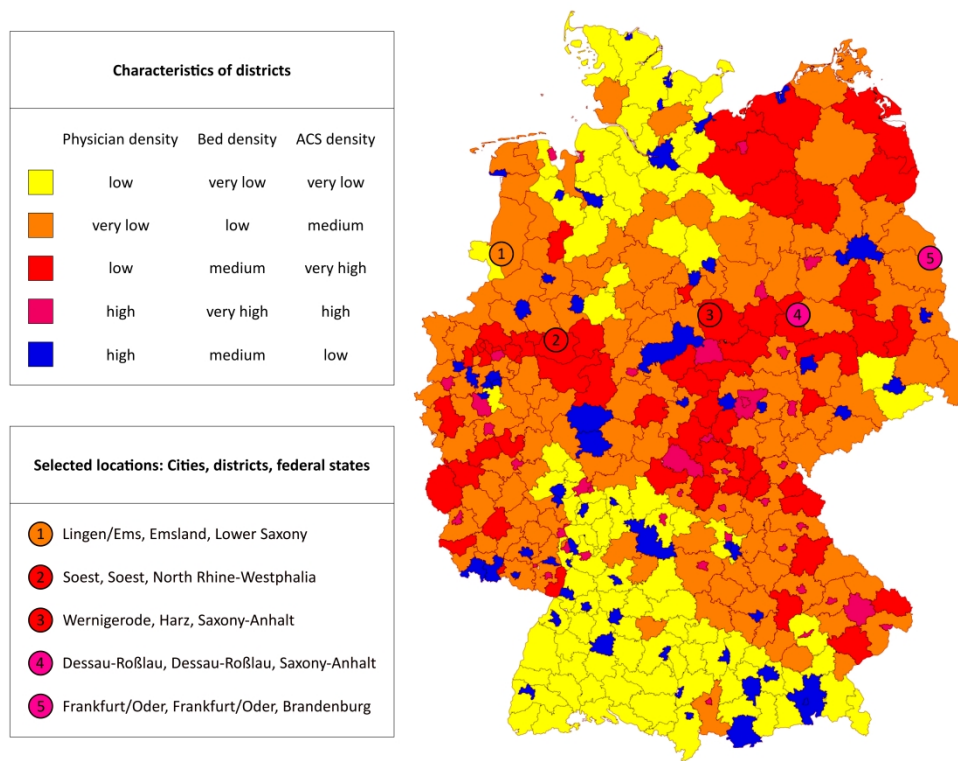 Characteristics of districts
Physician density Bed density ACS density
low very low very low
very low low medium
low medium very high
high very high high
high medium low
Selected locations: Cities, districts, federal states
1 Lingen/Ems, Emsland, Lower Saxony
2 Soest, Soest, North Rhine-Westphalia
3 Wernigerode, Harz, Saxony-Anhalt
4 Dessau-Roßlau, Dessau-Roßlau, Saxony-Anhalt
5 Frankfurt/Oder, Frankfurt/Oder, Brandenburg
1
5
3
4
2